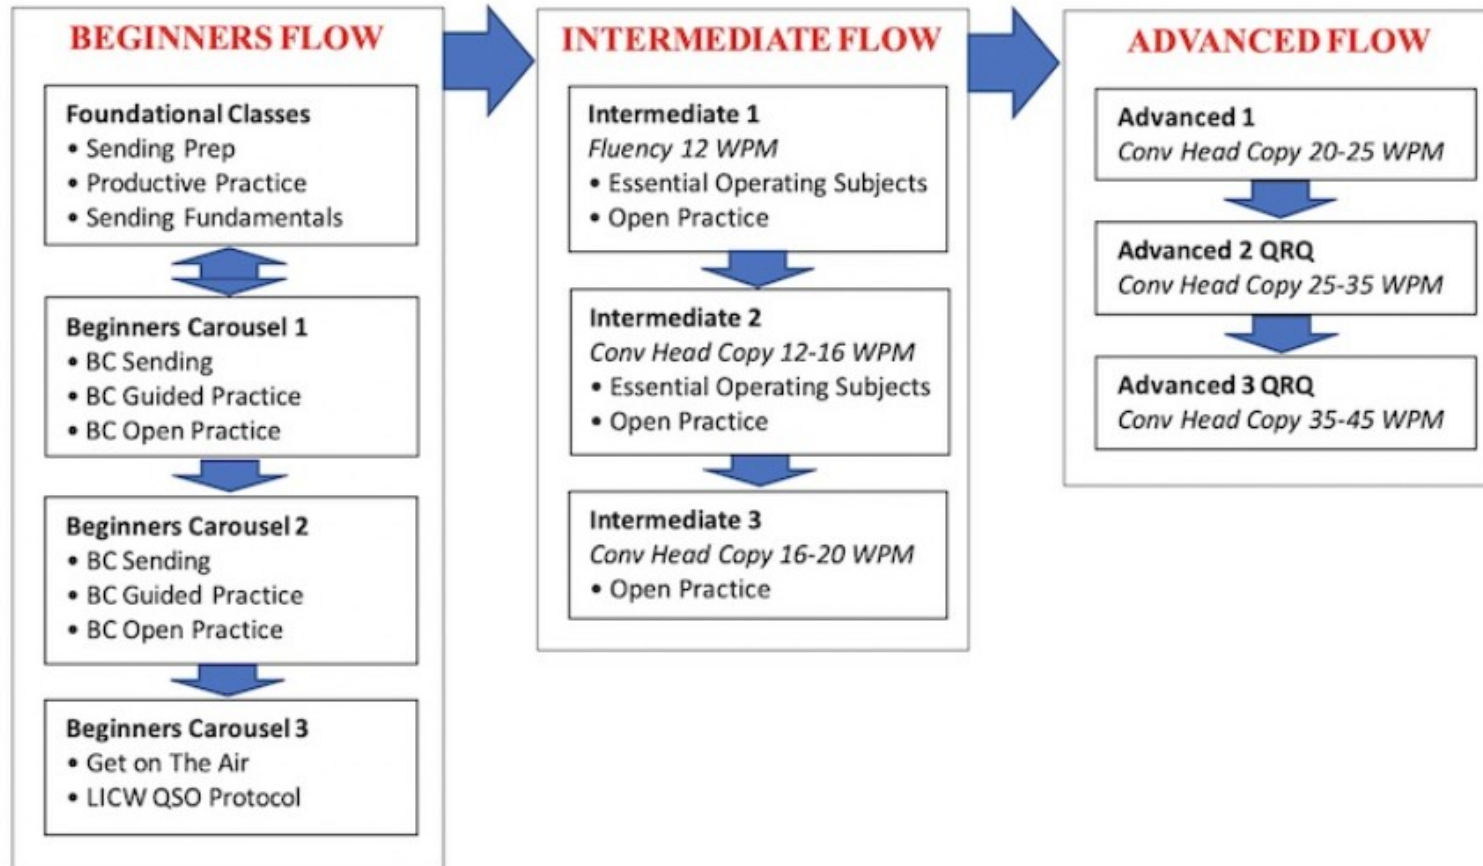 BEGINNERS FLOW
Foundational Classes
• Sending Prep
• Productive Practice
• Sending Fundamentals
Beginners Carousel 1
• BC Sending
• BC Guided Practice
• BC Open Practice
Beginners Carousel 2
• BC Sending
• BC Guided Practice
• BC Open Practice
Beginners Carousel 3
• Get on The Air
• LICW QSO Protocol
INTERMEDIATE FLOW
Intermediate 1
Fluency 12 WPM
• Essential Operating Subjects
• Open Practice
Intermediate 2
Conv Head Copy 12-16 WPM
• Essential Operating Subjects
• Open Practice
Intermediate 3
Conv Head Copy 16-20 WPM
• Open Practice
ADVANCED FLOW
Advanced 1
Conv Head Copy 20-25 WPM
Advanced 2 QRQ
Conv Head Copy 25-35 WPM
Advanced 3 QRQ
Conv Head Copy 35-45 WPM